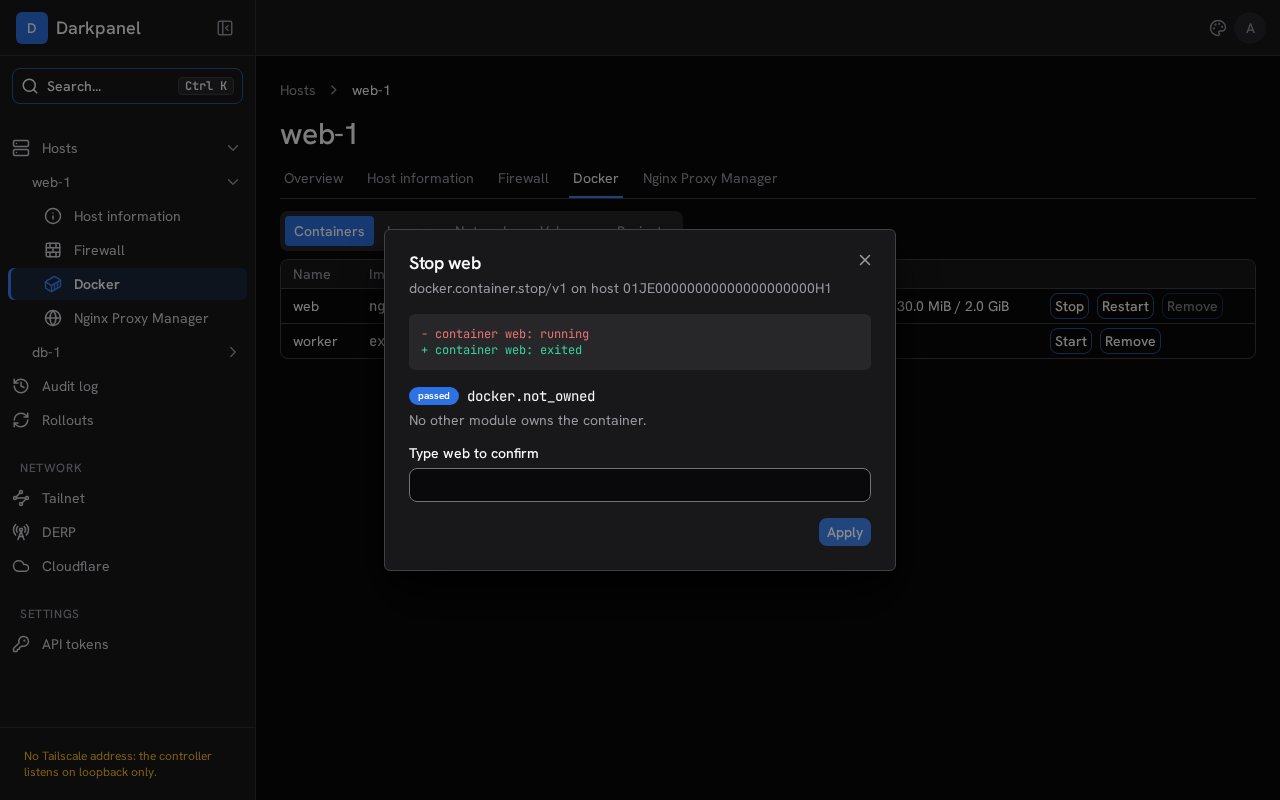 D Darkpanel
A
Search... Ctrl K
Hosts
web-1
Host information
Firewall
Docker
Nginx Proxy Manager
db-1
Audit log
Rollouts
NETWORK
Tailnet
DERP
Cloudflare
SETTINGS
API tokens
No Tailscale address: the controller
listens on loopback only.
Hosts web-1
web-1
Overview Host information Firewall Docker Nginx Proxy Manager
Containers
Name
web 30.0 MiB / 2.0 GiB Stop Restart Remove
worker Start Remove
Stop web
docker.container.stop/v1 on host 01JE00000000000000000000H1
- container web: running
+ container web: exited
passed docker.not_owned
No other module owns the container.
Type web to confirm
Apply